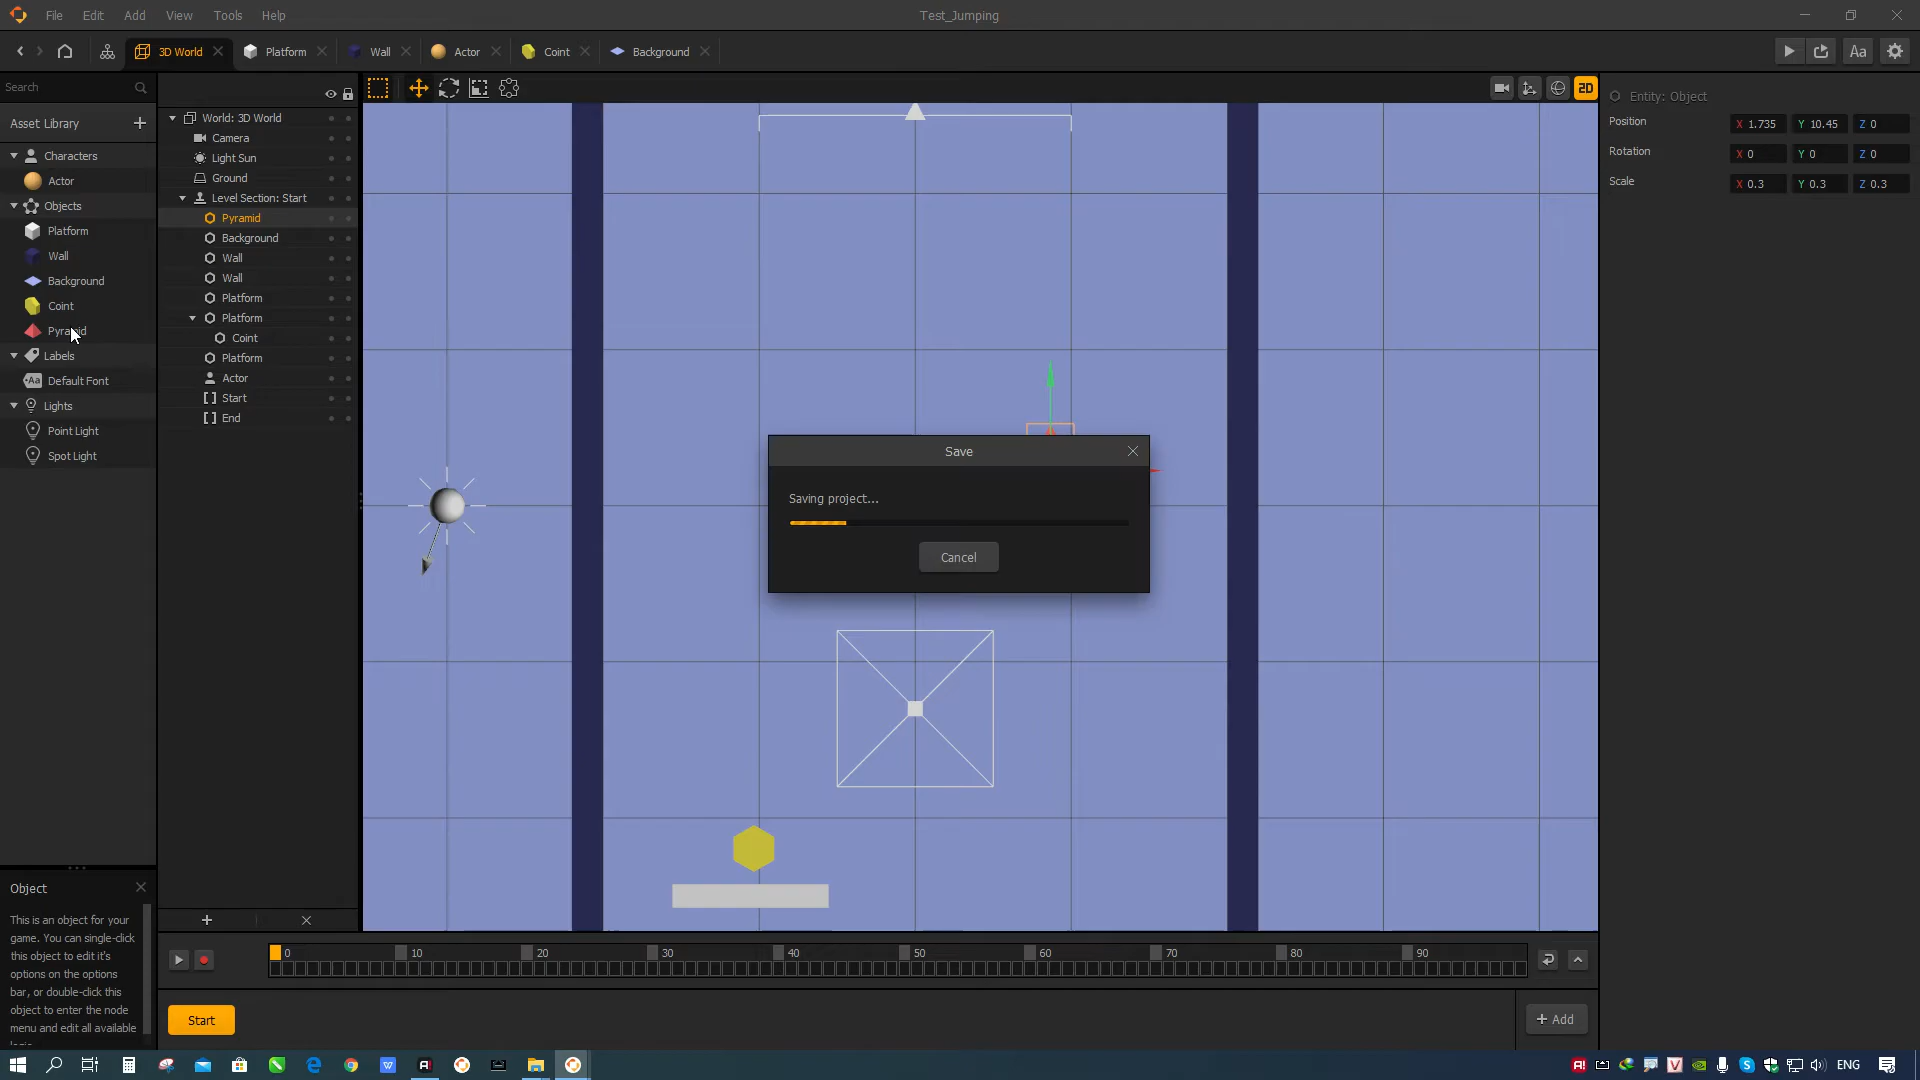 File Edit Add View Tools Help
Test_Jumping
3D World Platform Wall Actor Coint Background
Aa
Search
Asset Library
Characters
Actor
Objects
Platform
Wall
Background
Coint
Pyramid
Labels
Aa Default Font
Lights
Point Light
Spot Light
World: 3D World
Camera
Light Sun
Ground
Level Section: Start
Pyramid
Background
Wall
Wall
Platform
Platform
Coint
Platform
Actor
Start
End
2D
Entity: Object
Position X 1.735 Y 10.45 Z 0
Rotation X 0 Y 0 Z 0
Scale X 0.3 Y 0.3 Z 0.3
Save
Saving project...
Cancel
Object
This is an object for your
game. You can single-click
this object to edit it's
options on the options
bar, or double-click this
object to enter the node
menu and edit all available
0 10 20 30 40 50 60 70 80 90
Start
+ Add
ENG